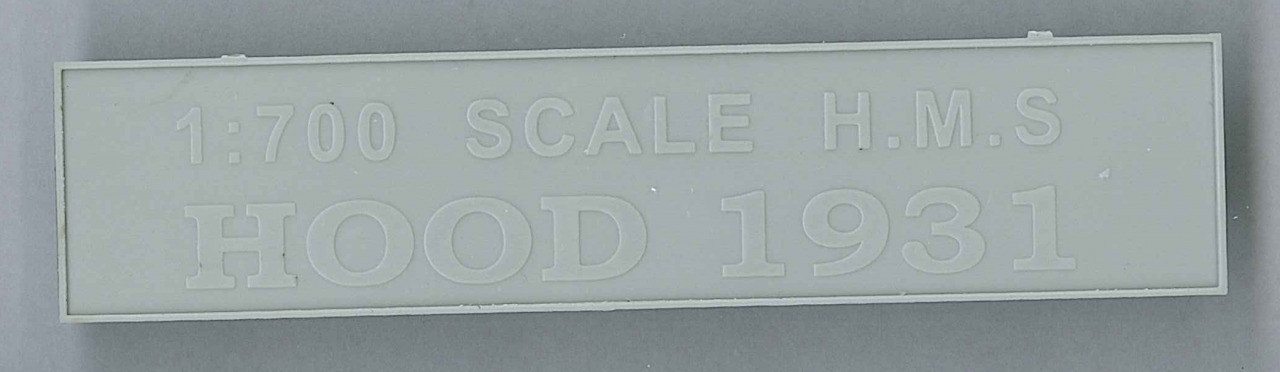 1:700 SCALE H.M.S
HOOD 1931